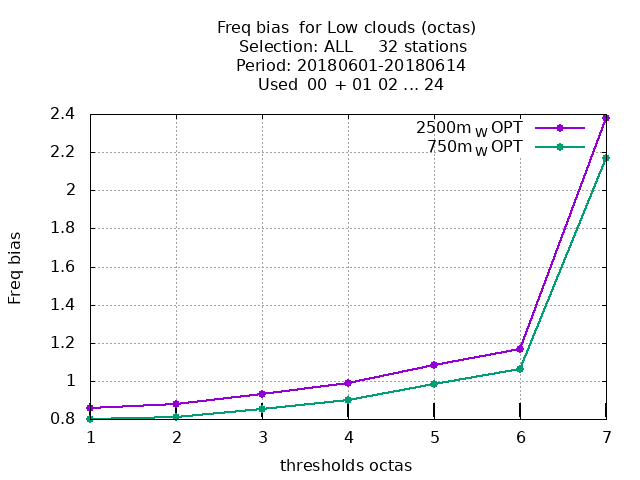 Freq bias  for Low clouds (octas)
Selection: ALL     32 stations
Period: 20180601-20180614
Used  00  + 01 02 ... 24
2500m W OPT
750m W OPT
2.4
2.2
2
1.8
1.6
1.4
1.2
1
0.8
Freq bias
1 2 3 4 5 6 7
thresholds octas